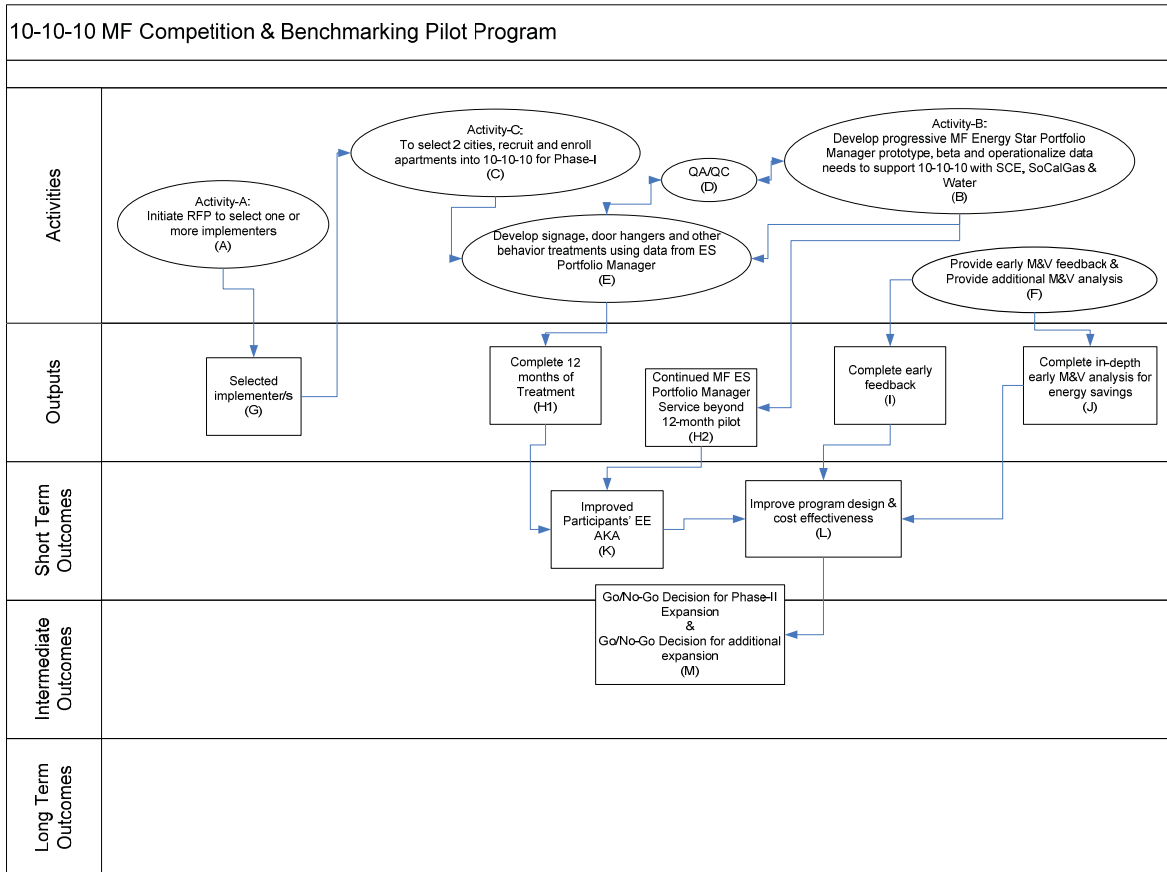 10-10-10 MF Competition & Benchmarking Pilot Program
Activities
Activity-A:
Initiate RFP to select one or
more implementers
(A)
Activity-C:
To select 2 cities, recruit and enroll
apartments into 10-10-10 for Phase-I
(C)
QA/QC
(D)
Activity-B:
Develop progressive MF Energy Star Portfolio
Manager prototype, beta and operationalize data
needs to support 10-10-10 with SCE, SoCalGas &
Water
(B)
Develop signage, door hangers and other
behavior treatments using data from ES
Portfolio Manager
(E)
Provide early M&V feedback &
Provide additional M&V analysis
(F)
Outputs
Selected
implementer/s
(G)
Complete 12
months of
Treatment
(H1)
Continued MF ES
Portfolio Manager
Service beyond
12-month pilot
(H2)
Complete early
feedback
(I)
Complete in-depth
early M&V analysis for
energy savings
(J)
Short Term
Outcomes
Improved
Participants' EE
AKA
(K)
Improve program design &
cost effectiveness
(L)
Intermediate
Outcomes
Go/No-Go Decision for Phase-II
Expansion
&
Go/No-Go Decision for additional
expansion
(M)
Long Term
Outcomes